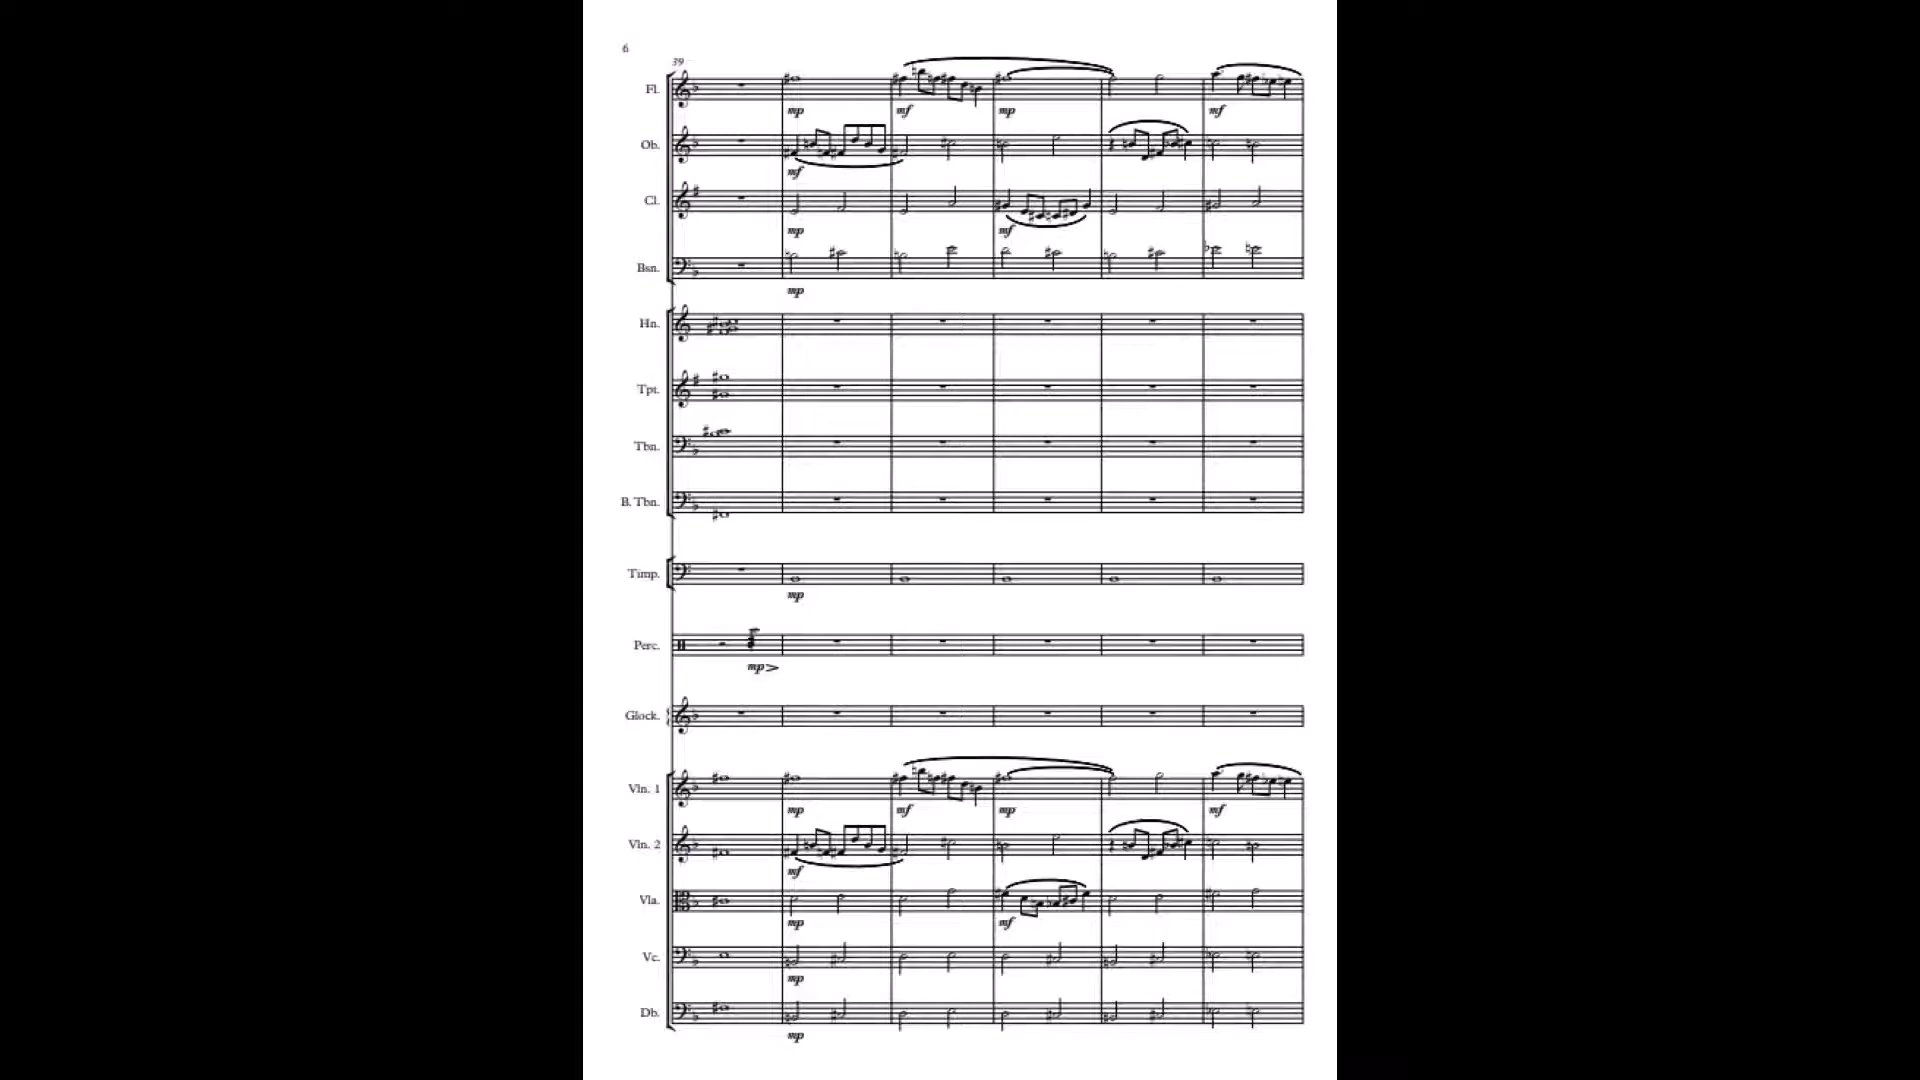 6
39
Fl.
mp mf mp mf
Ob.
mf
Cl.
mp mf
Bsn.
mp
Hn.
Tpt.
Tbn.
B. Tbn.
Timp.
mp
Perc.
mp
Glock.
Vln. 1
mp mf mp mf
Vln. 2
mf
Vla.
mp mf
Vc.
mp
Db.
mp